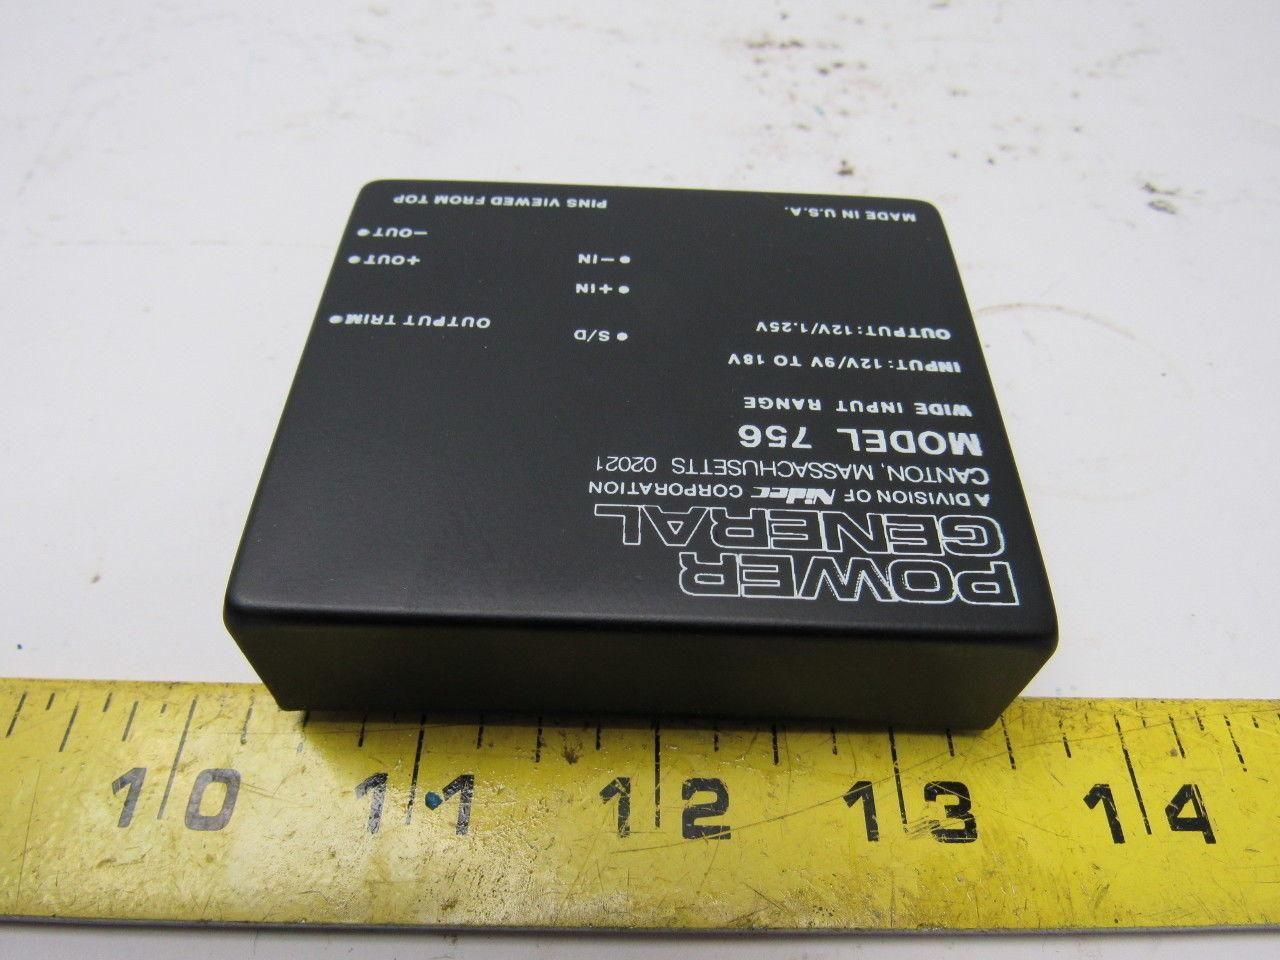 POWER
GENERAL
A DIVISION OF Nidec CORPORATION
CANTON, MASSACHUSETTS 02021
MODEL 756
WIDE INPUT RANGE
INPUT: 12V/9V TO 18V
OUTPUT: 12V/1.25V
MADE IN U.S.A.
S/D
+IN
−IN
OUTPUT TRIM
+OUT
−OUT
PINS VIEWED FROM TOP
10 11 12 13 14